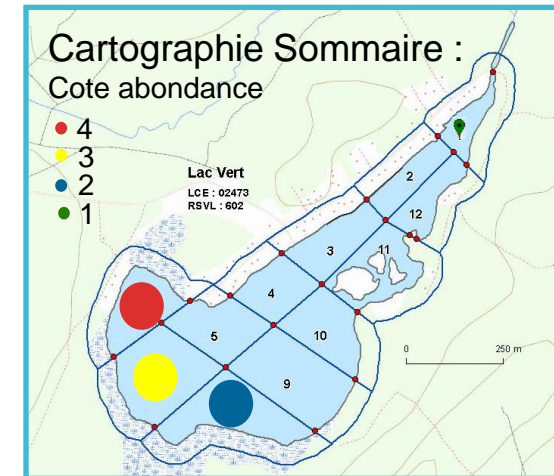 Cartographie Sommaire :
Cote abondance
4
3
2
1
Lac Vert
LCE : 02473
RSVL : 602
2
12
3
11
4
5
10
9
0 250 m